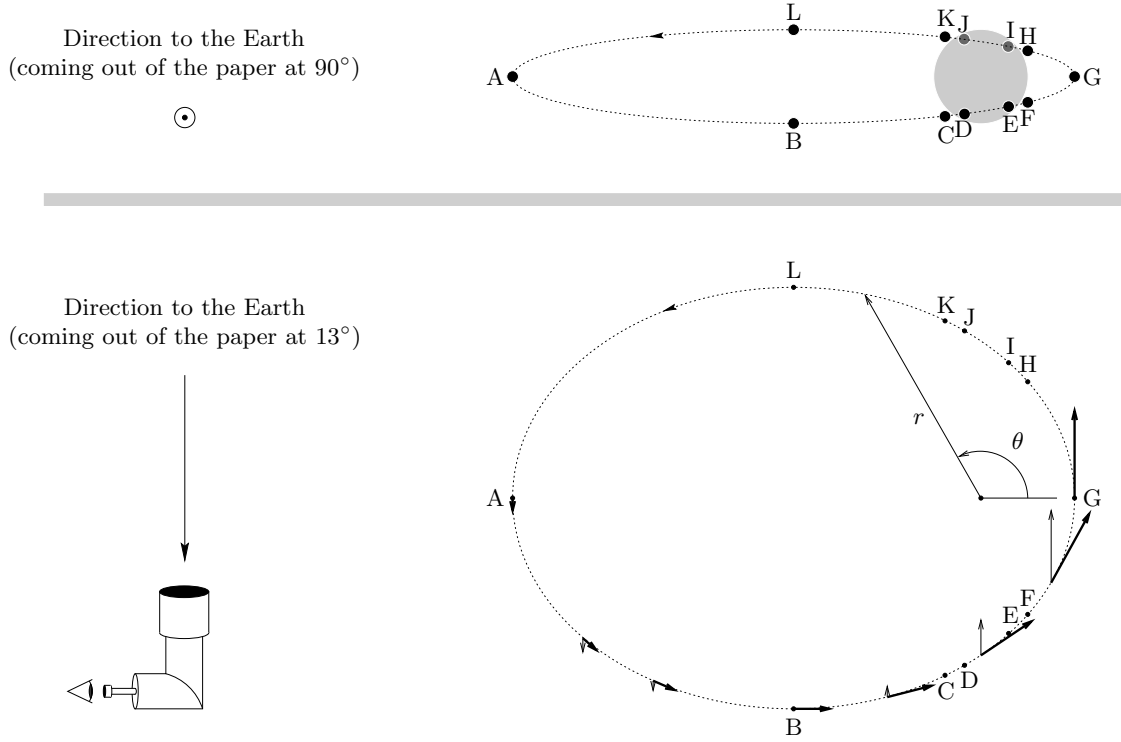 Direction to the Earth
(coming out of the paper at 90°)
L
K
J
I
H
A
G
B
C
D
E
F
Direction to the Earth
(coming out of the paper at 13°)
L
K
J
I
H
r
θ
A
G
F
E
D
C
B